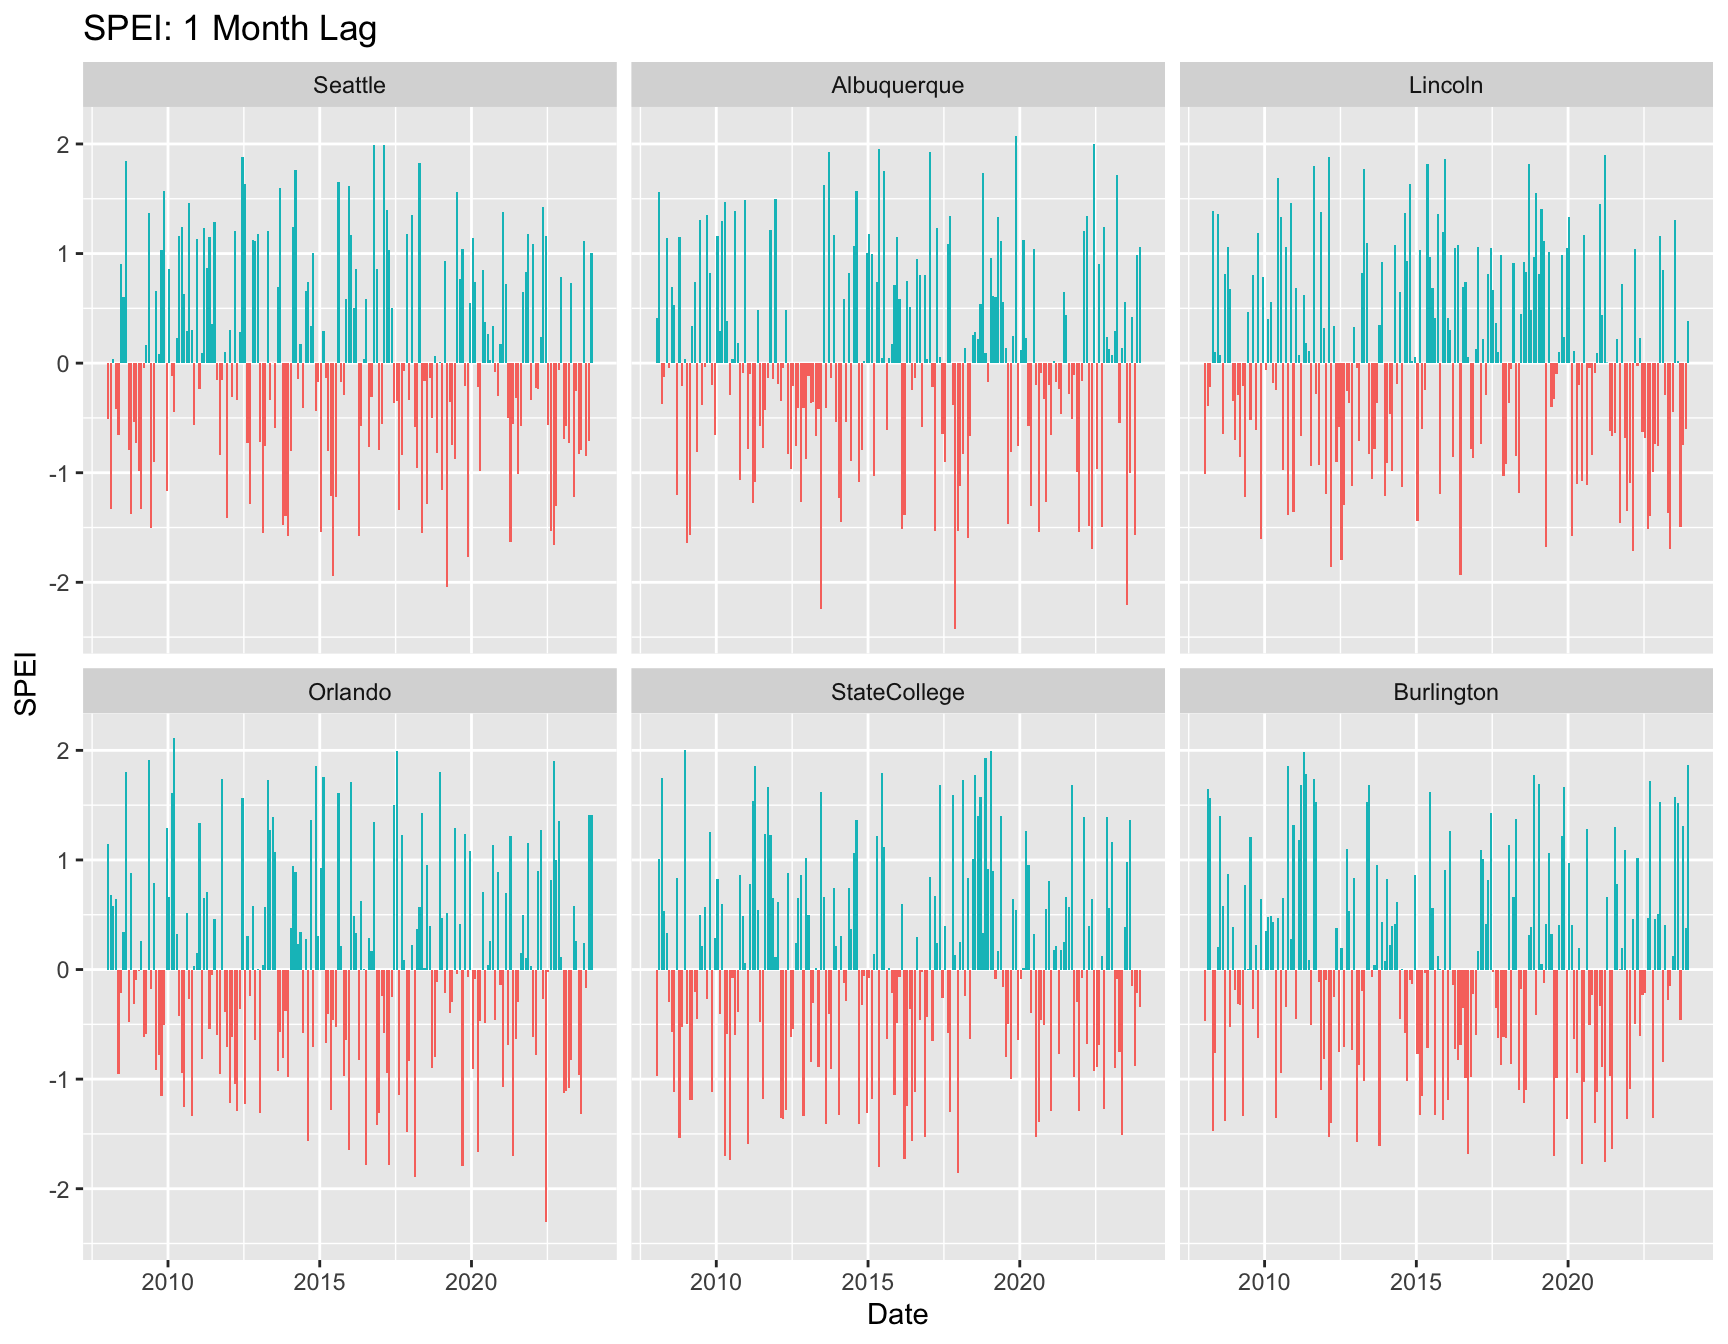 SPEI: 1 Month Lag
Seattle Albuquerque Lincoln
2
1
0
-1
-2
SPEI
Orlando StateCollege Burlington
2
1
0
-1
-2
2010 2015 2020 2010 2015 2020 2010 2015 2020
Date